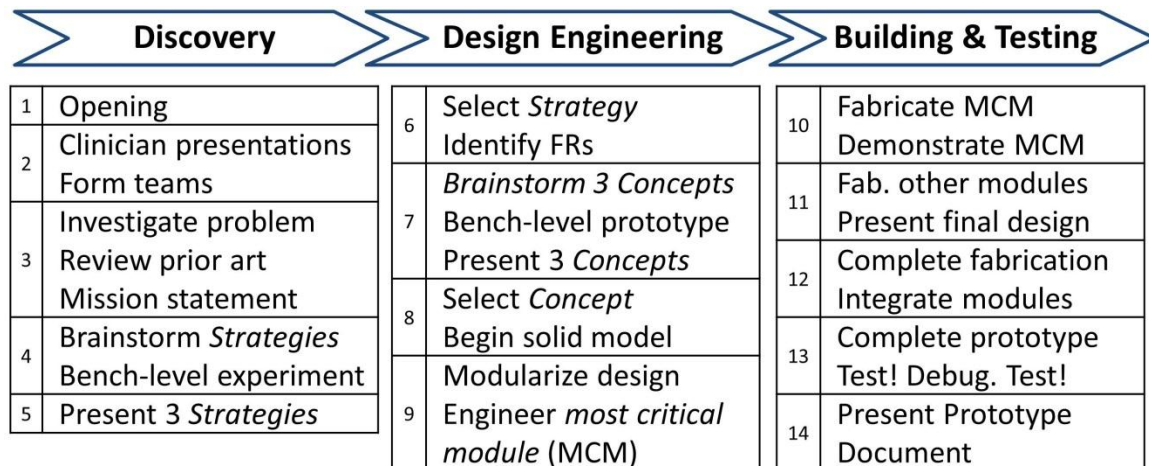 Discovery
1 Opening
2 Clinician presentations
Form teams
3 Investigate problem
Review prior art
Mission statement
4 Brainstorm Strategies
Bench-level experiment
5 Present 3 Strategies
Design Engineering
6 Select Strategy
Identify FRs
7 Brainstorm 3 Concepts
Bench-level prototype
Present 3 Concepts
8 Select Concept
Begin solid model
9 Modularize design
Engineer most critical
module (MCM)
Building & Testing
10 Fabricate MCM
Demonstrate MCM
11 Fab. other modules
Present final design
12 Complete fabrication
Integrate modules
13 Complete prototype
Test! Debug. Test!
14 Present Prototype
Document